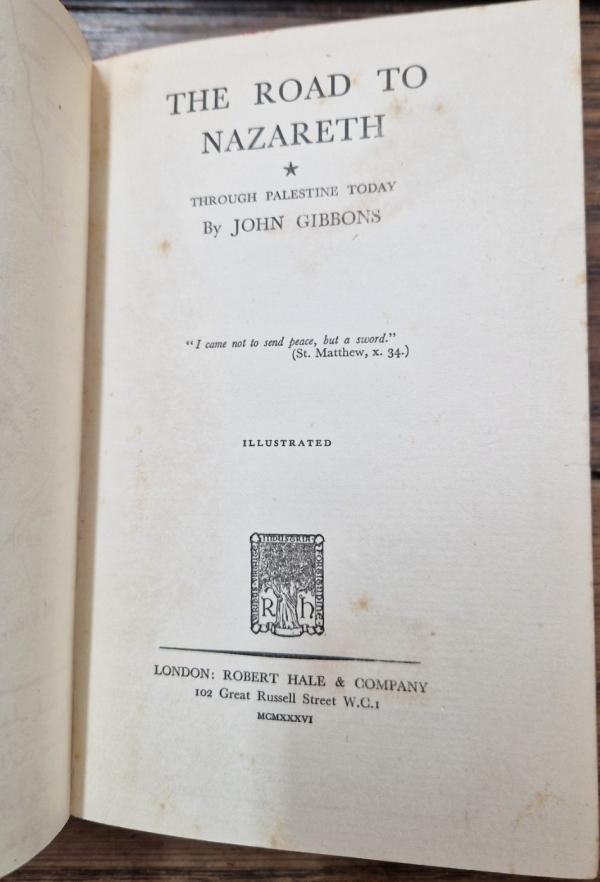 THE ROAD TO
NAZARETH
★
THROUGH PALESTINE TODAY
By JOHN GIBBONS
"I came not to send peace, but a sword."
(St. Matthew, x. 34.)
ILLUSTRATED
INDUSTRIA
R h
LONDON: ROBERT HALE & COMPANY
102 Great Russell Street W.C.1
MCMXXXVI